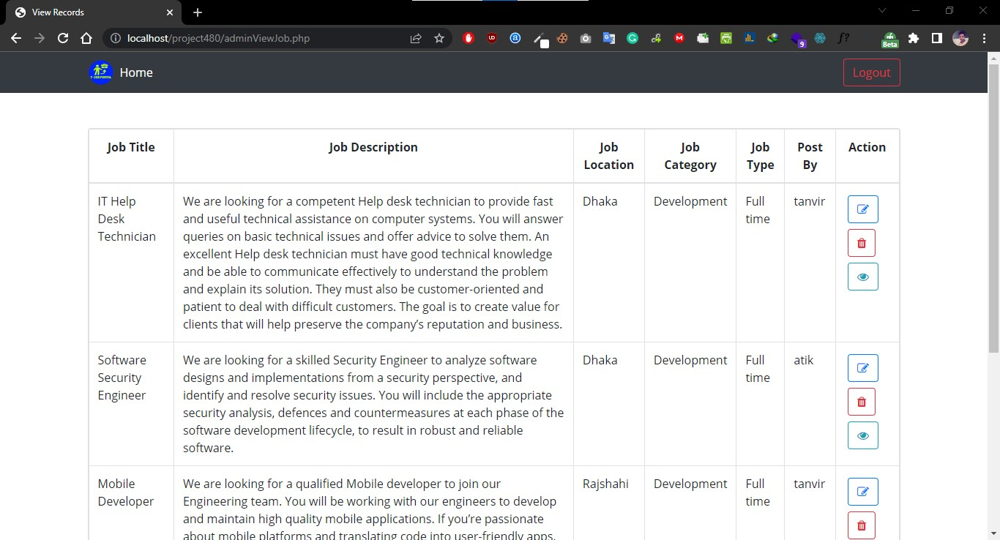 View Records
localhost/project480/adminViewJob.php
9
Beta
Home
Logout
Job Title
Job Description
Job
Location
Job
Category
Job
Type
Post
By
Action
IT Help
Desk
Technician
We are looking for a competent Help desk technician to provide fast
and useful technical assistance on computer systems. You will answer
queries on basic technical issues and offer advice to solve them. An
excellent Help desk technician must have good technical knowledge
and be able to communicate effectively to understand the problem
and explain its solution. They must also be customer-oriented and
patient to deal with difficult customers. The goal is to create value for
clients that will help preserve the company’s reputation and business.
Dhaka
Development
Full
time
tanvir
Software
Security
Engineer
We are looking for a skilled Security Engineer to analyze software
designs and implementations from a security perspective, and
identify and resolve security issues. You will include the appropriate
security analysis, defences and countermeasures at each phase of the
software development lifecycle, to result in robust and reliable
software.
Dhaka
Development
Full
time
atik
Mobile
Developer
We are looking for a qualified Mobile developer to join our
Engineering team. You will be working with our engineers to develop
and maintain high quality mobile applications. If you’re passionate
about mobile platforms and translating code into user-friendly apps,
Rajshahi
Development
Full
time
tanvir